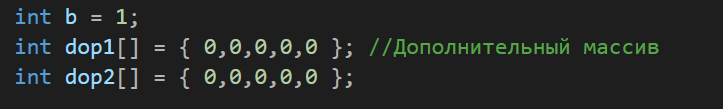 int b = 1;
int dop1[] = { 0,0,0,0,0 }; //Дополнительный массив
int dop2[] = { 0,0,0,0,0 };